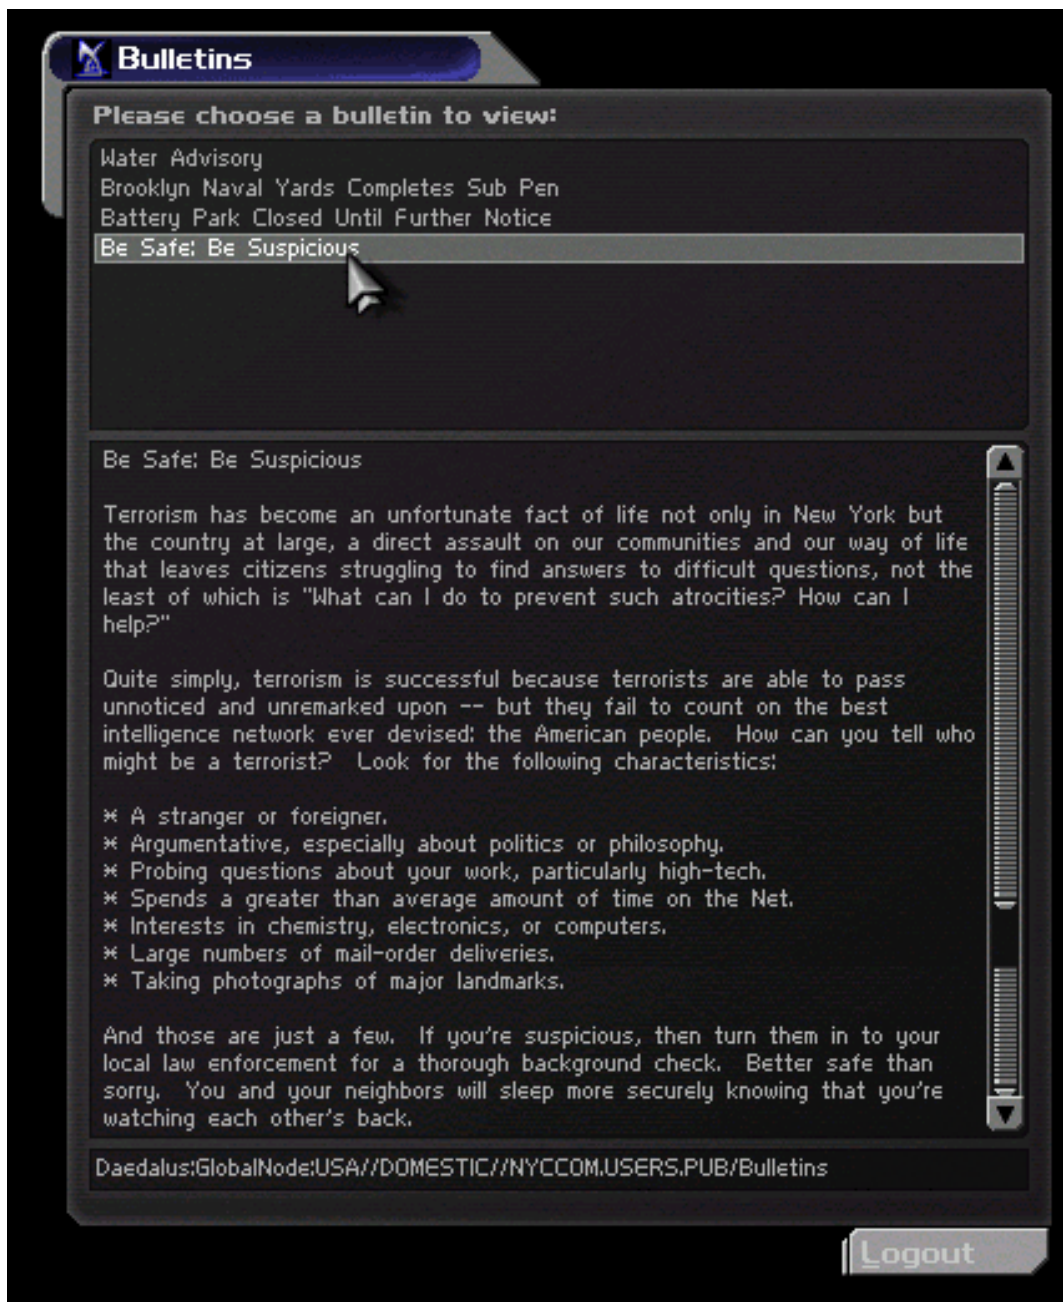 Bulletins
Please choose a bulletin to view:
Water Advisory
Brooklyn Naval Yards Completes Sub Pen
Battery Park Closed Until Further Notice
Be Safe: Be Suspicious
Be Safe: Be Suspicious
Terrorism has become an unfortunate fact of life not only in New York but
the country at large, a direct assault on our communities and our way of life
that leaves citizens struggling to find answers to difficult questions, not the
least of which is "What can I do to prevent such atrocities? How can I
help?"
Quite simply, terrorism is successful because terrorists are able to pass
unnoticed and unremarked upon -- but they fail to count on the best
intelligence network ever devised: the American people.  How can you tell who
might be a terrorist?  Look for the following characteristics:
* A stranger or foreigner.
* Argumentative, especially about politics or philosophy.
* Probing questions about your work, particularly high-tech.
* Spends a greater than average amount of time on the Net.
* Interests in chemistry, electronics, or computers.
* Large numbers of mail-order deliveries.
* Taking photographs of major landmarks.
And those are just a few.  If you're suspicious, then turn them in to your
local law enforcement for a thorough background check.  Better safe than
sorry.  You and your neighbors will sleep more securely knowing that you're
watching each other's back.
Daedalus:GlobalNode:USA//DOMESTIC//NYCCOM.USERS.PUB/Bulletins
Logout